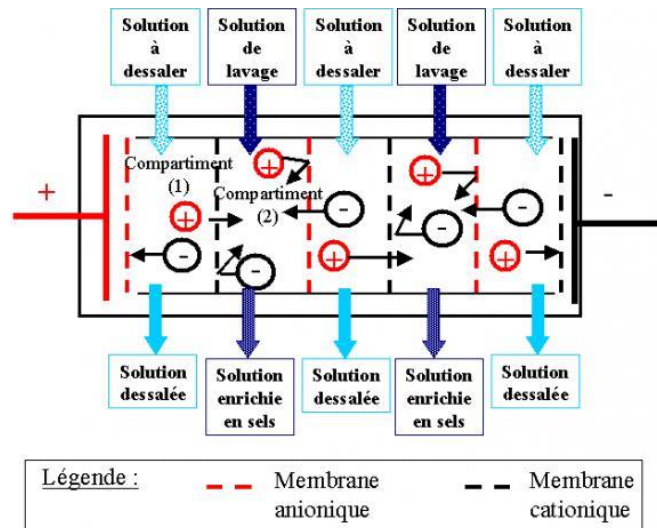 Solution
à
dessaler
Solution
de
lavage
Solution
à
dessaler
Solution
de
lavage
Solution
à
dessaler
+
-
Compartiment
(1)
+
Compartiment
(2)
+
-
-
-
+
+
-
-
+
Solution
dessalée
Solution
enrichie
en sels
Solution
dessalée
Solution
enrichie
en sels
Solution
dessalée
Légende :
Membrane
anionique
Membrane
cationique